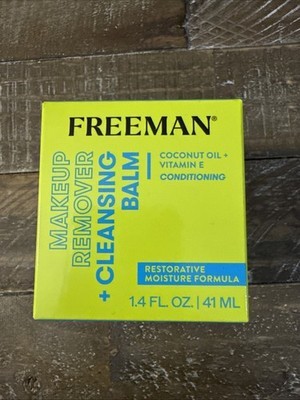 FREEMAN®
MAKEUP
REMOVER
+ CLEANSING
BALM
COCONUT OIL +
VITAMIN E
CONDITIONING
RESTORATIVE
MOISTURE FORMULA
1.4 FL. OZ. | 41 ML